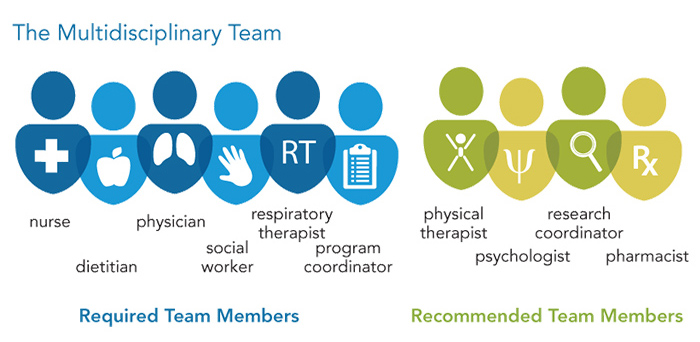 The Multidisciplinary Team
RT
Rx
nurse
dietitian
physician
social
worker
respiratory
therapist
program
coordinator
physical
therapist
psychologist
research
coordinator
pharmacist
Required Team Members
Recommended Team Members